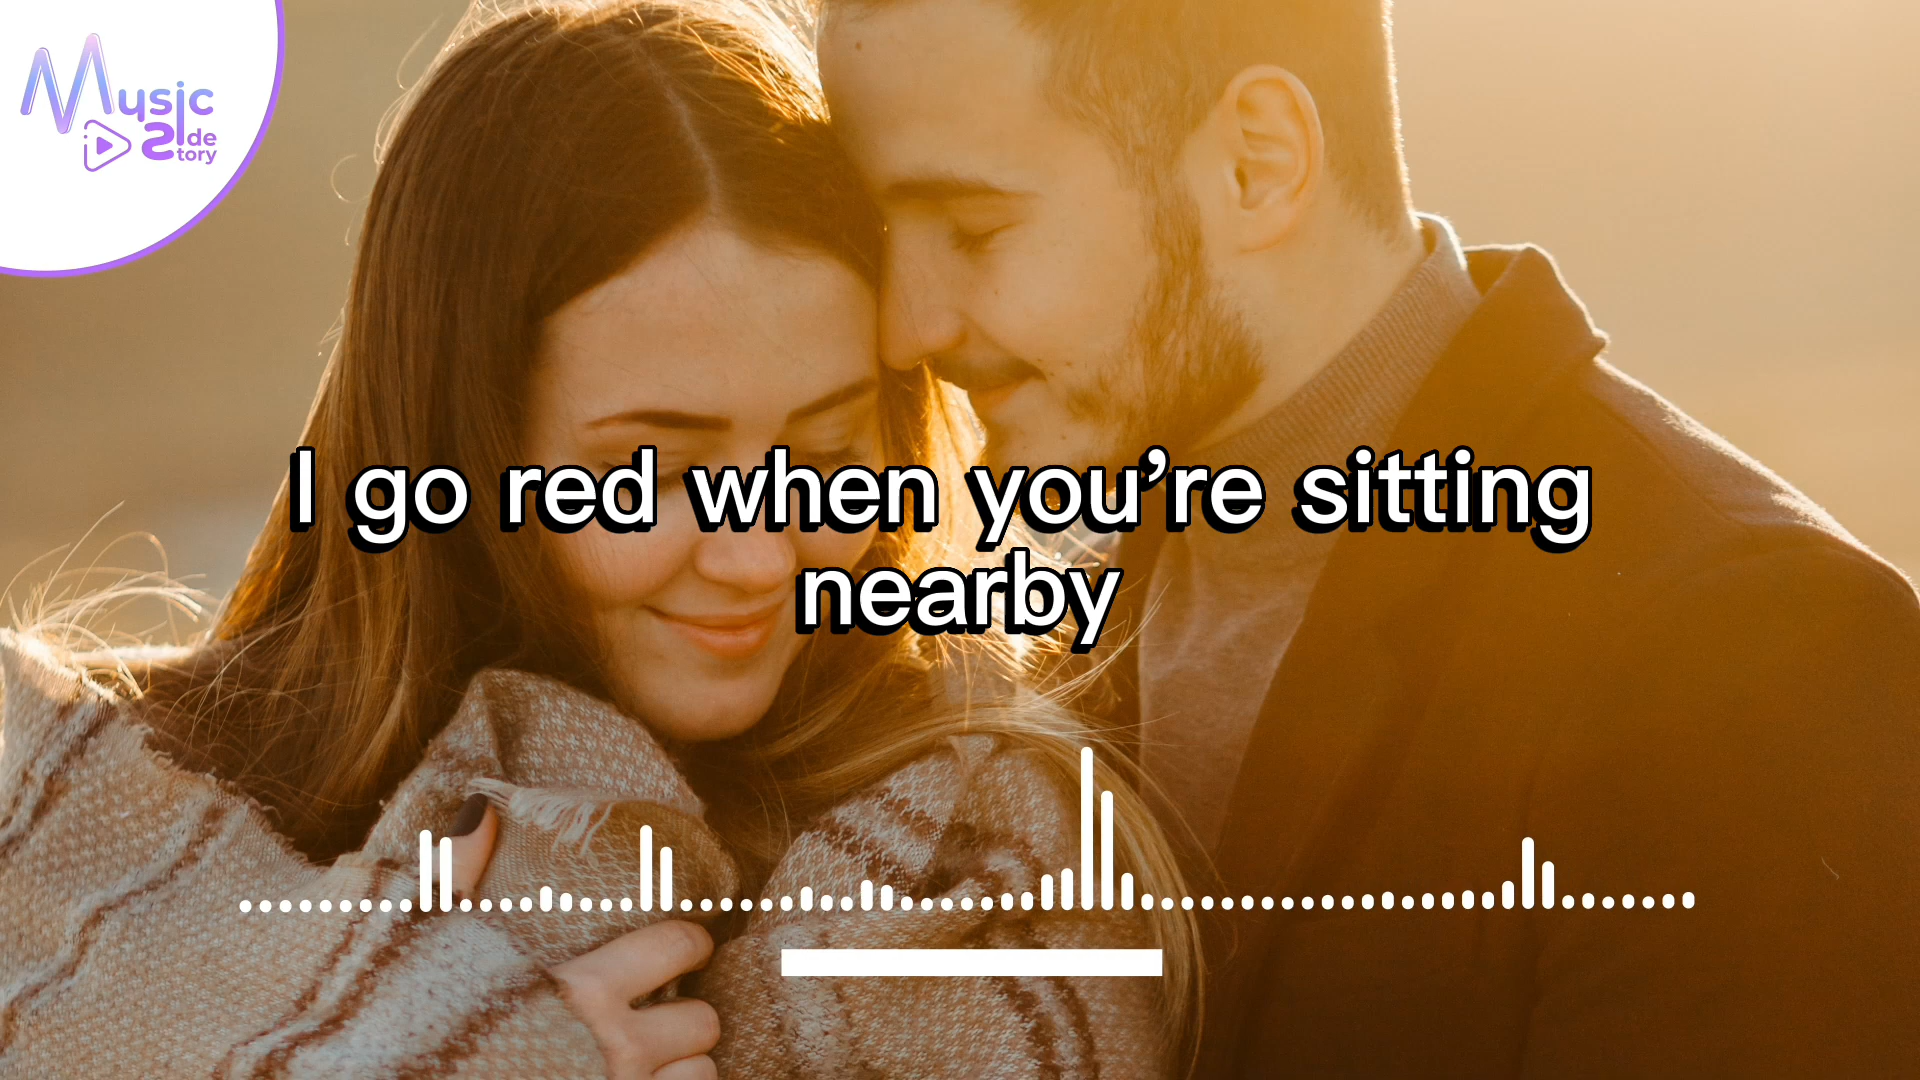 Music
Side
Story
I go red when you’re sitting
nearby